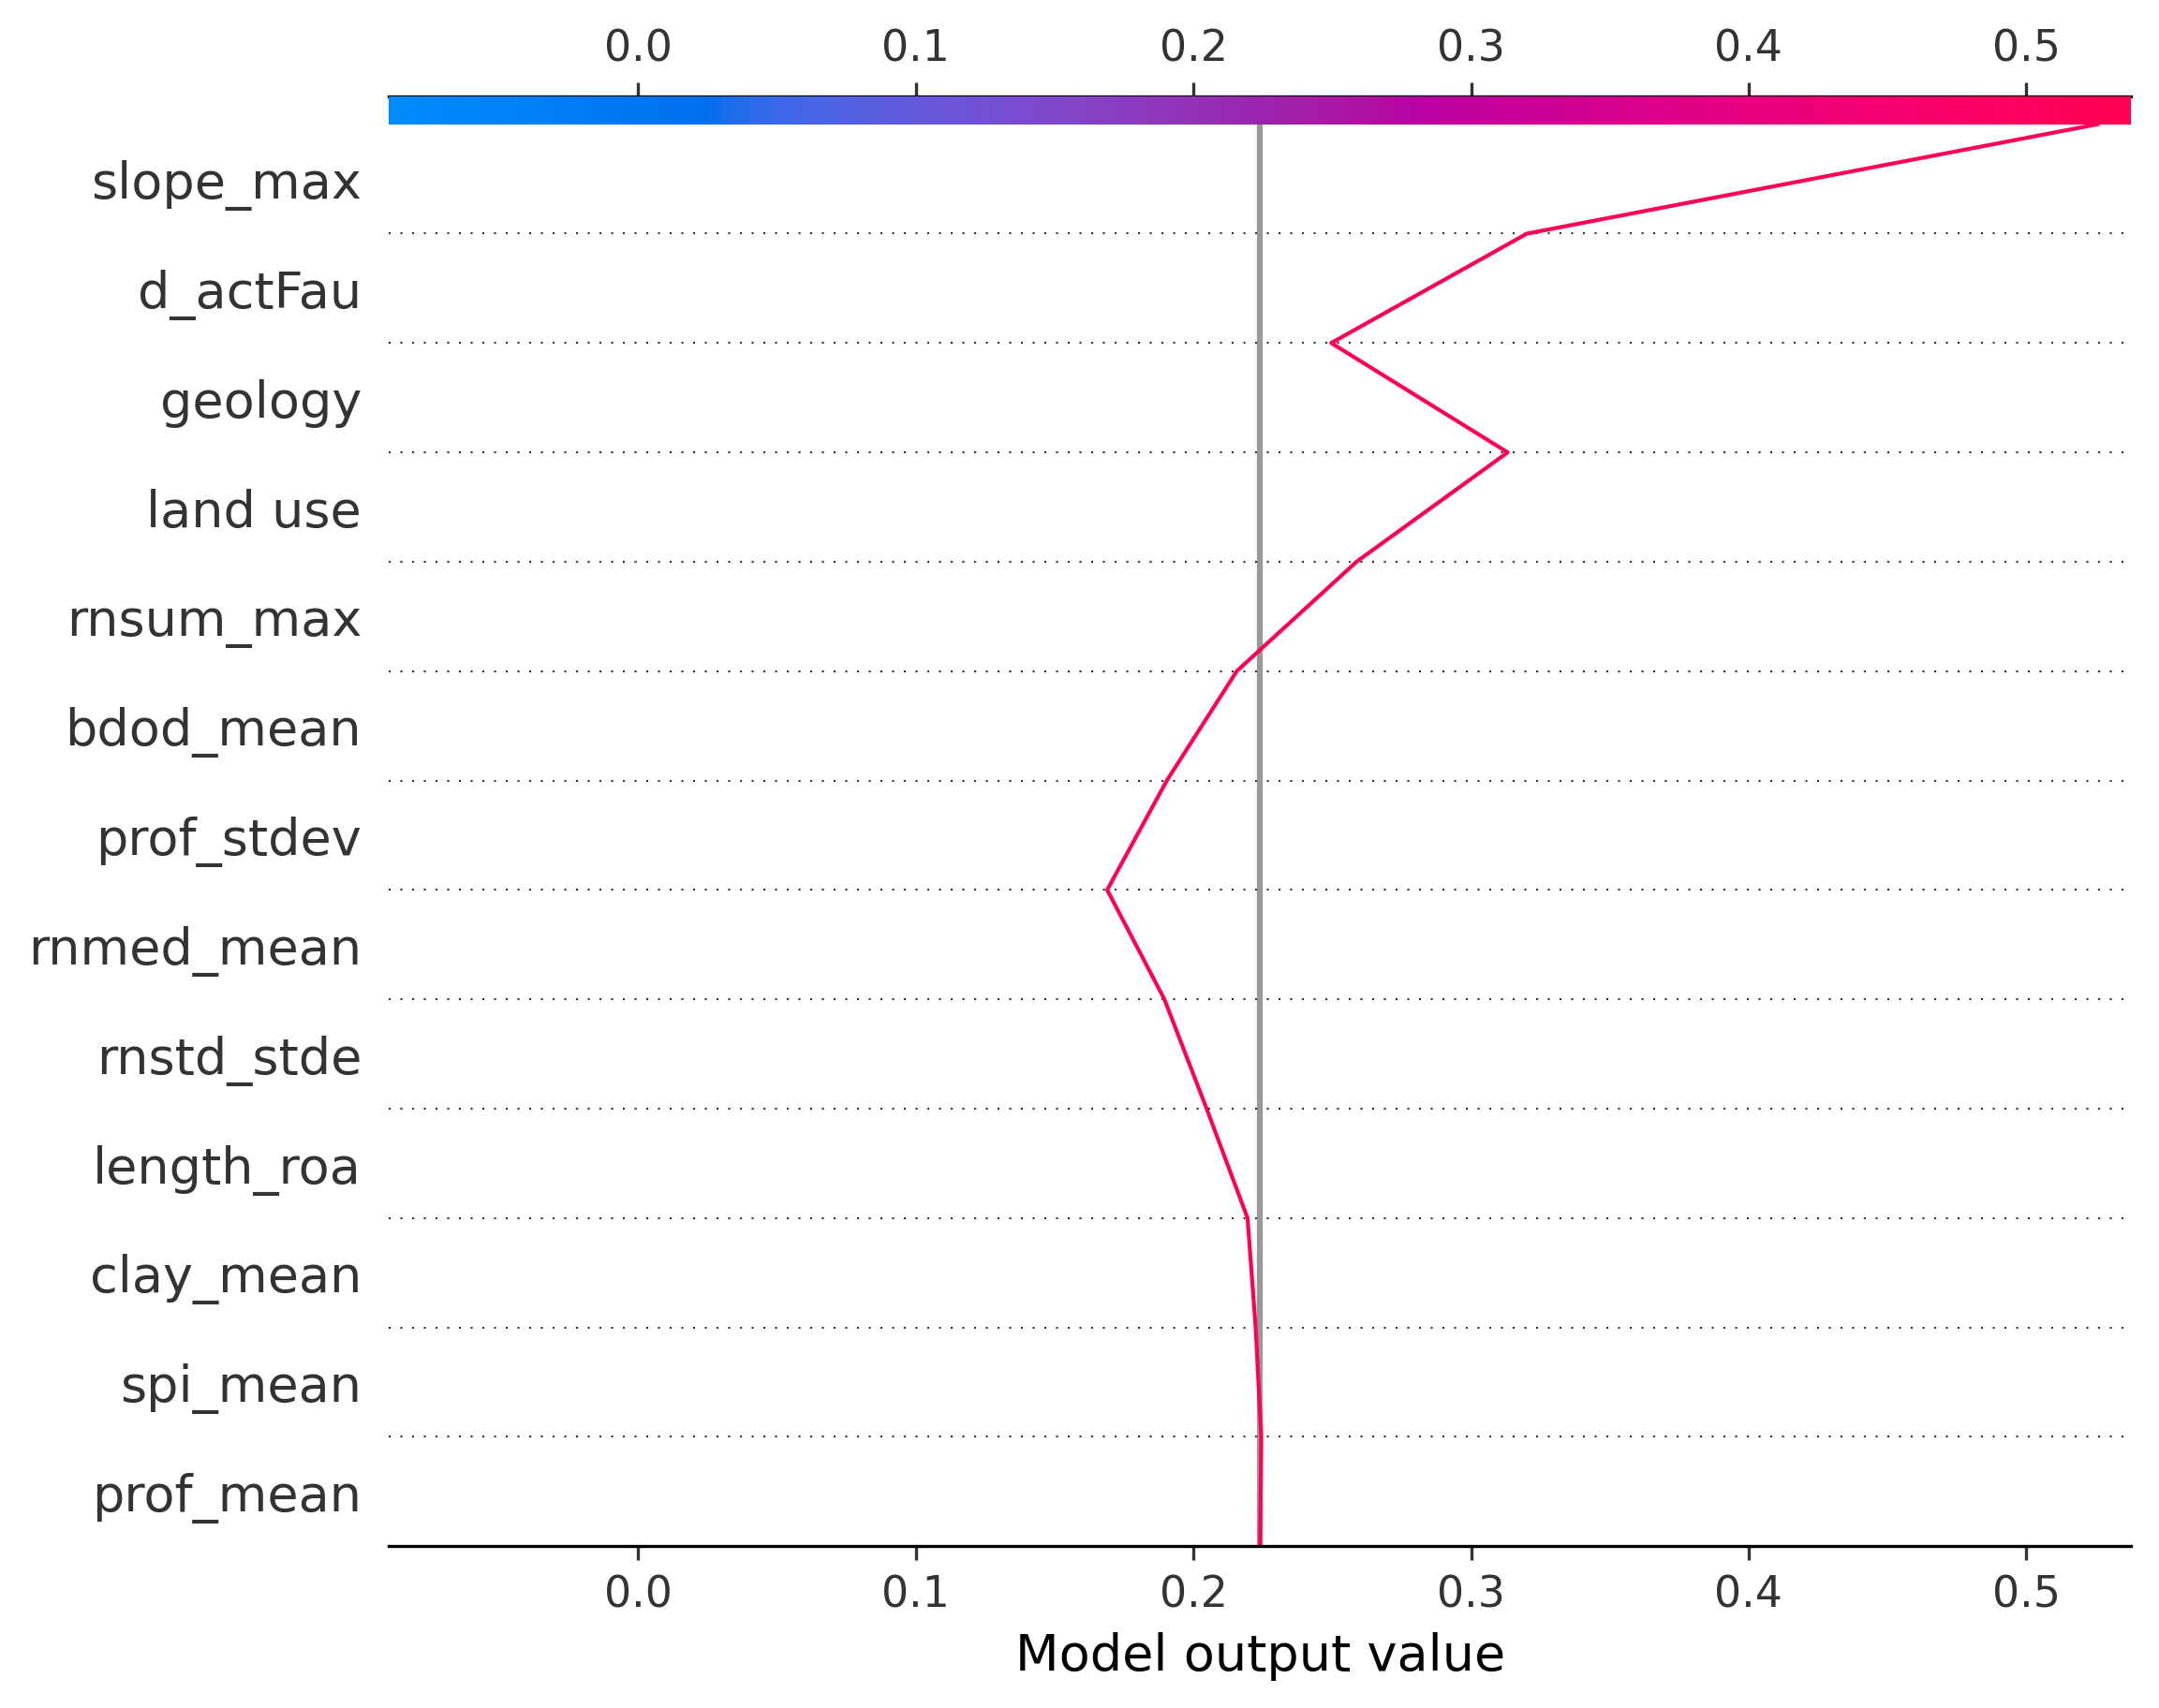 0.0 0.1 0.2 0.3 0.4 0.5
slope_max
d_actFau
geology
land use
rnsum_max
bdod_mean
prof_stdev
rnmed_mean
rnstd_stde
length_roa
clay_mean
spi_mean
prof_mean
0.0 0.1 0.2 0.3 0.4 0.5
Model output value